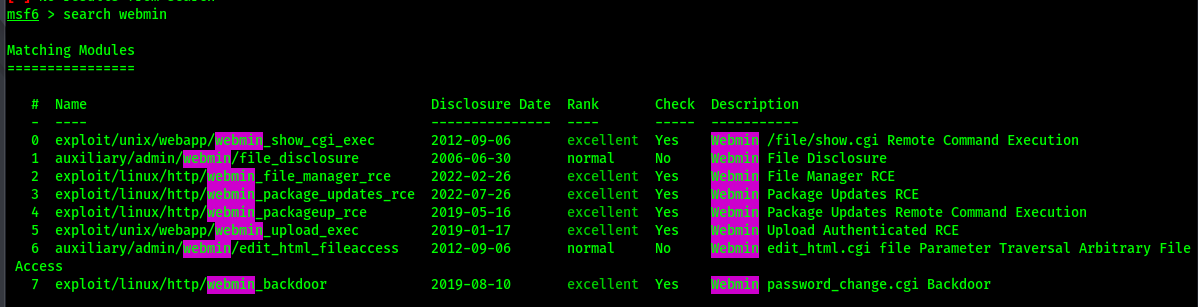 msf6 > search webmin
Matching Modules
================
#  Name                                         Disclosure Date  Rank       Check  Description
-  ----                                         ---------------  ----       -----  -----------
0  exploit/unix/webapp/webmin_show_cgi_exec     2012-09-06       excellent  Yes    Webmin /file/show.cgi Remote Command Execution
1  auxiliary/admin/webmin/file_disclosure       2006-06-30       normal     No     Webmin File Disclosure
2  exploit/linux/http/webmin_file_manager_rce   2022-02-26       excellent  Yes    Webmin File Manager RCE
3  exploit/linux/http/webmin_package_updates_rce  2022-07-26       excellent  Yes    Webmin Package Updates RCE
4  exploit/linux/http/webmin_packageup_rce      2019-05-16       excellent  Yes    Webmin Package Updates Remote Command Execution
5  exploit/unix/webapp/webmin_upload_exec       2019-01-17       excellent  Yes    Webmin Upload Authenticated RCE
6  auxiliary/admin/webmin/edit_html_fileaccess  2012-09-06       normal     No     Webmin edit_html.cgi file Parameter Traversal Arbitrary File
Access
7  exploit/linux/http/webmin_backdoor           2019-08-10       excellent  Yes    Webmin password_change.cgi Backdoor